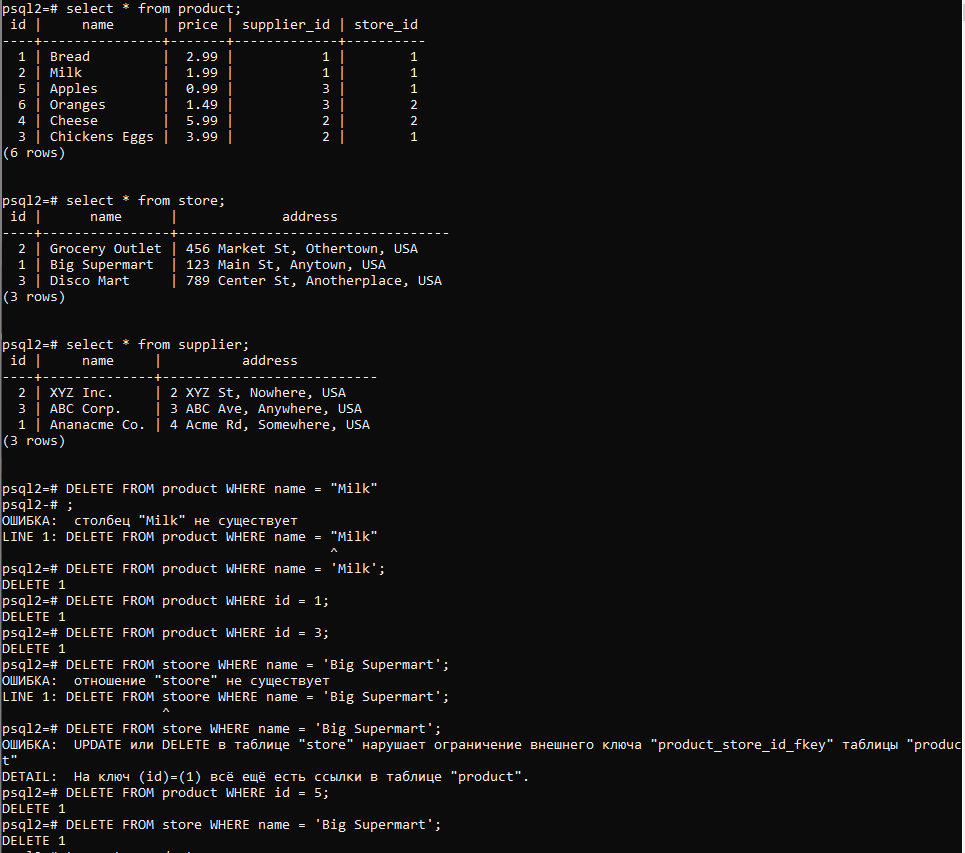 psql2=# select * from product;
 id |     name      | price | supplier_id | store_id
----+---------------+-------+-------------+----------
  1 | Bread         |  2.99 |           1 |        1
  2 | Milk          |  1.99 |           1 |        1
  5 | Apples        |  0.99 |           3 |        1
  6 | Oranges       |  1.49 |           3 |        2
  4 | Cheese        |  5.99 |           2 |        2
  3 | Chickens Eggs |  3.99 |           2 |        1
(6 rows)
psql2=# select * from store;
 id |      name      |             address
----+----------------+----------------------------------
  2 | Grocery Outlet | 456 Market St, Othertown, USA
  1 | Big Supermart  | 123 Main St, Anytown, USA
  3 | Disco Mart     | 789 Center St, Anotherplace, USA
(3 rows)
psql2=# select * from supplier;
 id |     name     |          address
----+--------------+---------------------------
  2 | XYZ Inc.     | 2 XYZ St, Nowhere, USA
  3 | ABC Corp.    | 3 ABC Ave, Anywhere, USA
  1 | Ananacme Co. | 4 Acme Rd, Somewhere, USA
(3 rows)
psql2=# DELETE FROM product WHERE name = "Milk"
psql2-# ;
ОШИБКА:  столбец "Milk" не существует
LINE 1: DELETE FROM product WHERE name = "Milk"
                                         ^
psql2=# DELETE FROM product WHERE name = 'Milk';
DELETE 1
psql2=# DELETE FROM product WHERE id = 1;
DELETE 1
psql2=# DELETE FROM product WHERE id = 3;
DELETE 1
psql2=# DELETE FROM stoore WHERE name = 'Big Supermart';
ОШИБКА:  отношение "stoore" не существует
LINE 1: DELETE FROM stoore WHERE name = 'Big Supermart';
                    ^
psql2=# DELETE FROM store WHERE name = 'Big Supermart';
ОШИБКА:  UPDATE или DELETE в таблице "store" нарушает ограничение внешнего ключа "product_store_id_fkey" таблицы "produc
t"
DETAIL:  На ключ (id)=(1) всё ещё есть ссылки в таблице "product".
psql2=# DELETE FROM product WHERE id = 5;
DELETE 1
psql2=# DELETE FROM store WHERE name = 'Big Supermart';
DELETE 1